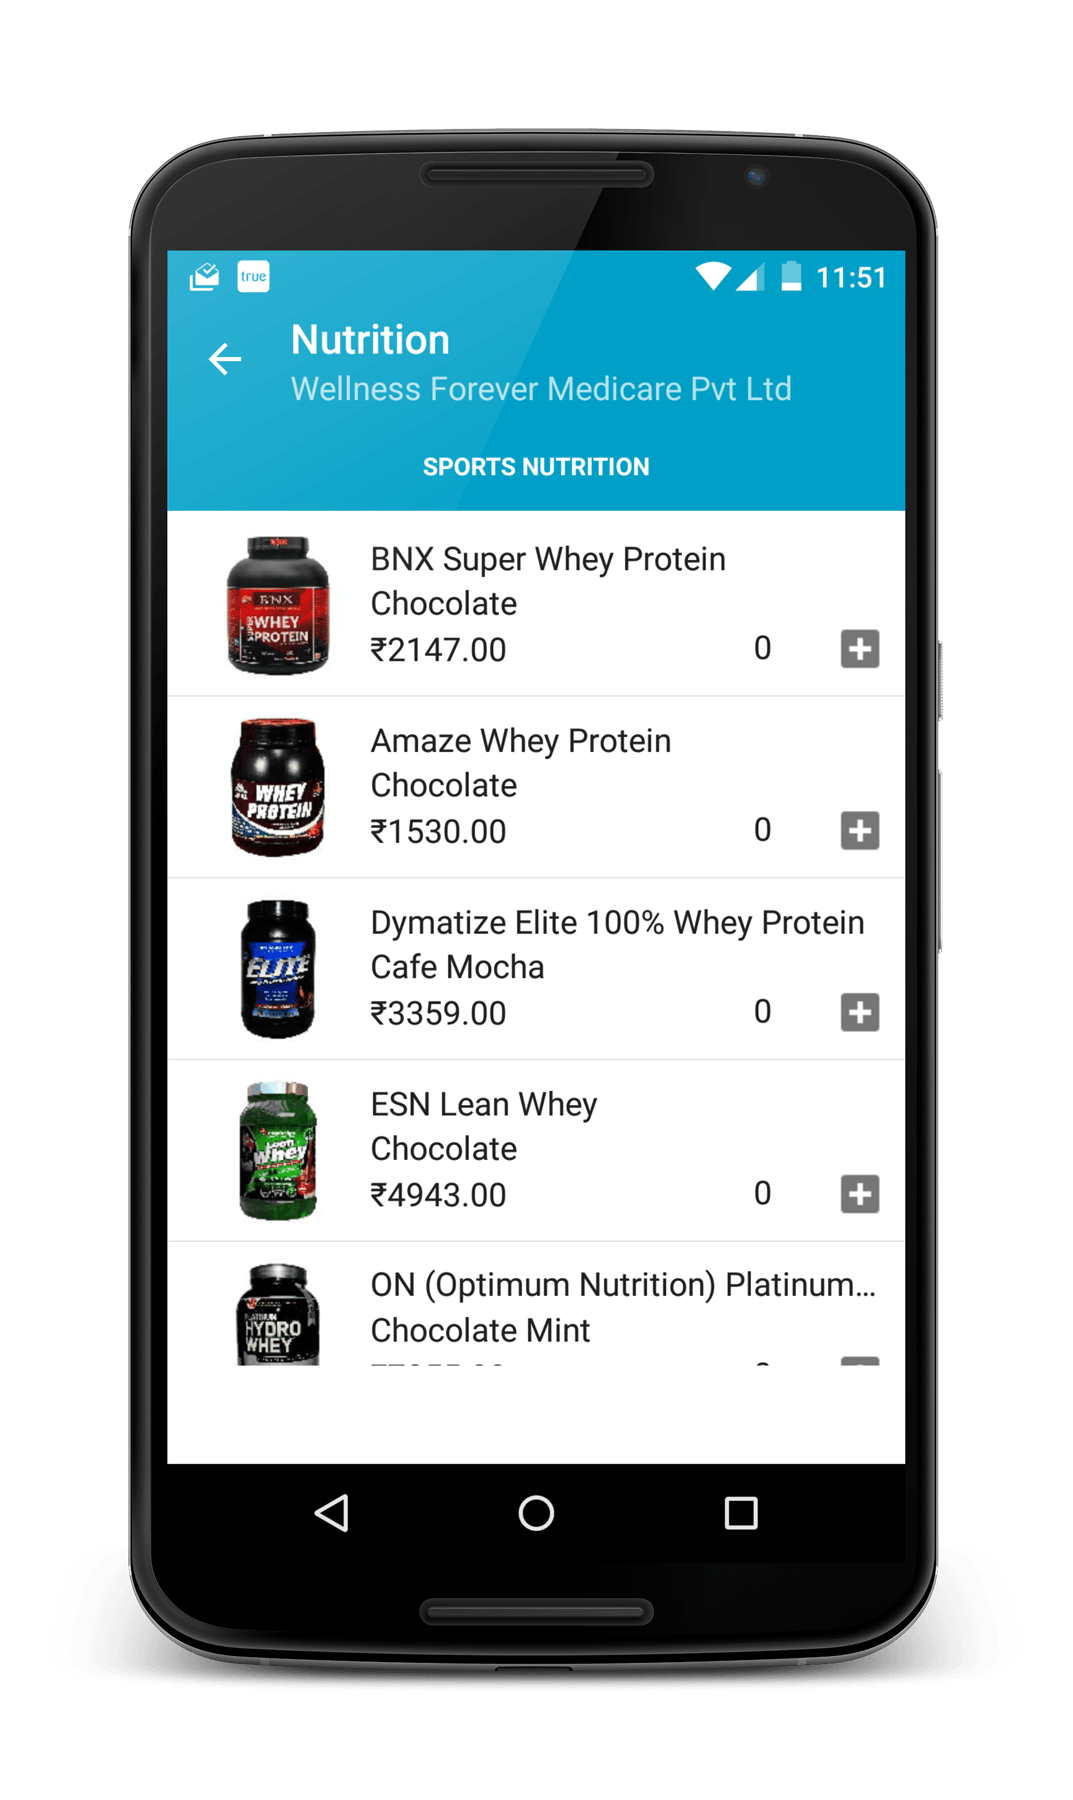 true
11:51
Nutrition
Wellness Forever Medicare Pvt Ltd
SPORTS NUTRITION
BNX
SUPER WHEY
PROTEIN
BNX Super Whey Protein
Chocolate
₹2147.00 0
WHEY
PROTEIN
Amaze Whey Protein
Chocolate
₹1530.00 0
ELITE
Dymatize Elite 100% Whey Protein
Cafe Mocha
₹3359.00 0
Lean
Whey
ESN Lean Whey
Chocolate
₹4943.00 0
PLATINUM
HYDRO
WHEY
ON (Optimum Nutrition) Platinum...
Chocolate Mint